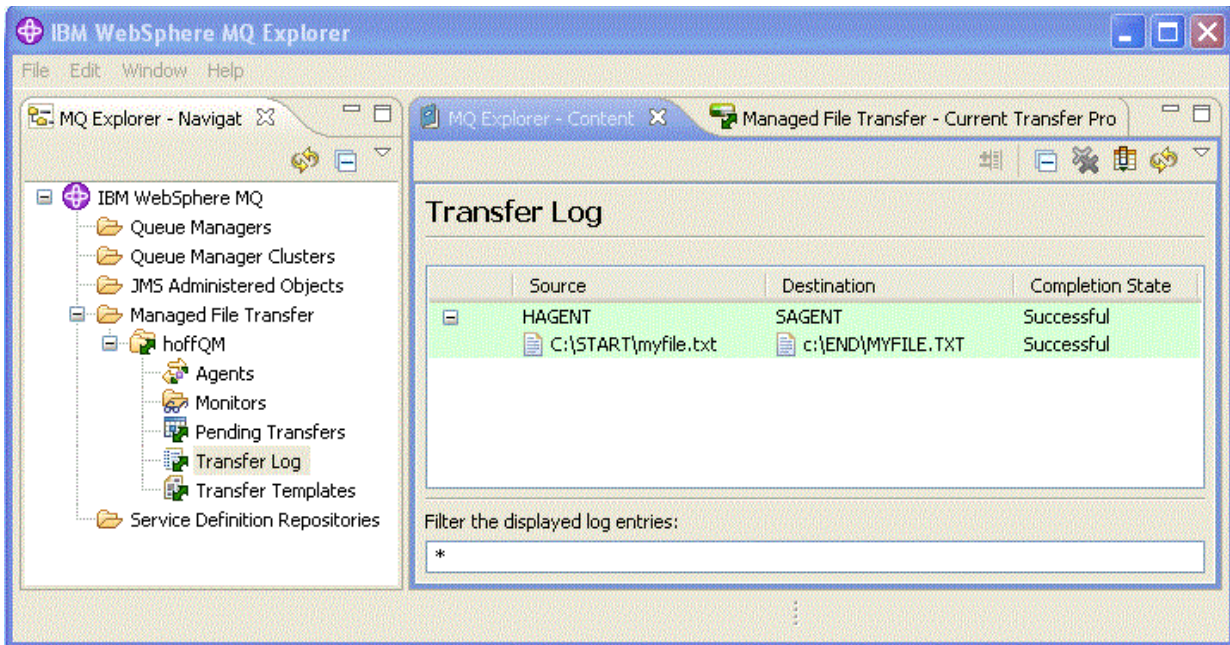 IBM WebSphere MQ Explorer
File Edit Window Help
MQ Explorer - Navigat
IBM WebSphere MQ
Queue Managers
Queue Manager Clusters
JMS Administered Objects
Managed File Transfer
hoffQM
Agents
Monitors
Pending Transfers
Transfer Log
Transfer Templates
Service Definition Repositories
MQ Explorer - Content Managed File Transfer - Current Transfer Pro
Transfer Log
Source Destination Completion State
HAGENT SAGENT Successful
C:\START\myfile.txt c:\END\MYFILE.TXT Successful
Filter the displayed log entries:
*